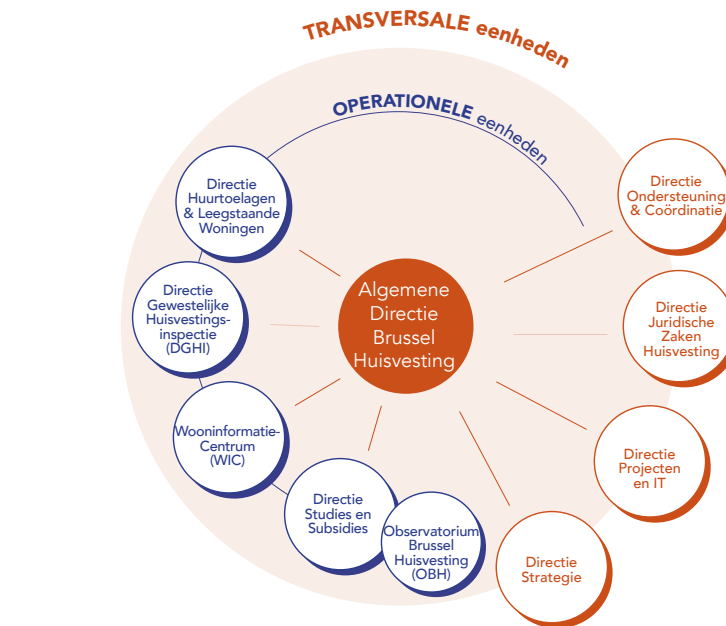 TRANSVERSALE eenheden
OPERATIONELE eenheden
Directie
Huurtoelagen
& Leegstaande
Woningen
Directie
Gewestelijke
Huisvestings-
inspectie
(DGHI)
Wooninformatie-
Centrum
(WIC)
Directie
Studies en
Subsidies
Observatorium
Brussel
Huisvesting
(OBH)
Algemene
Directie
Brussel
Huisvesting
Directie
Ondersteuning
& Coördinatie
Directie
Juridische
Zaken
Huisvesting
Directie
Projecten
en IT
Directie
Strategie